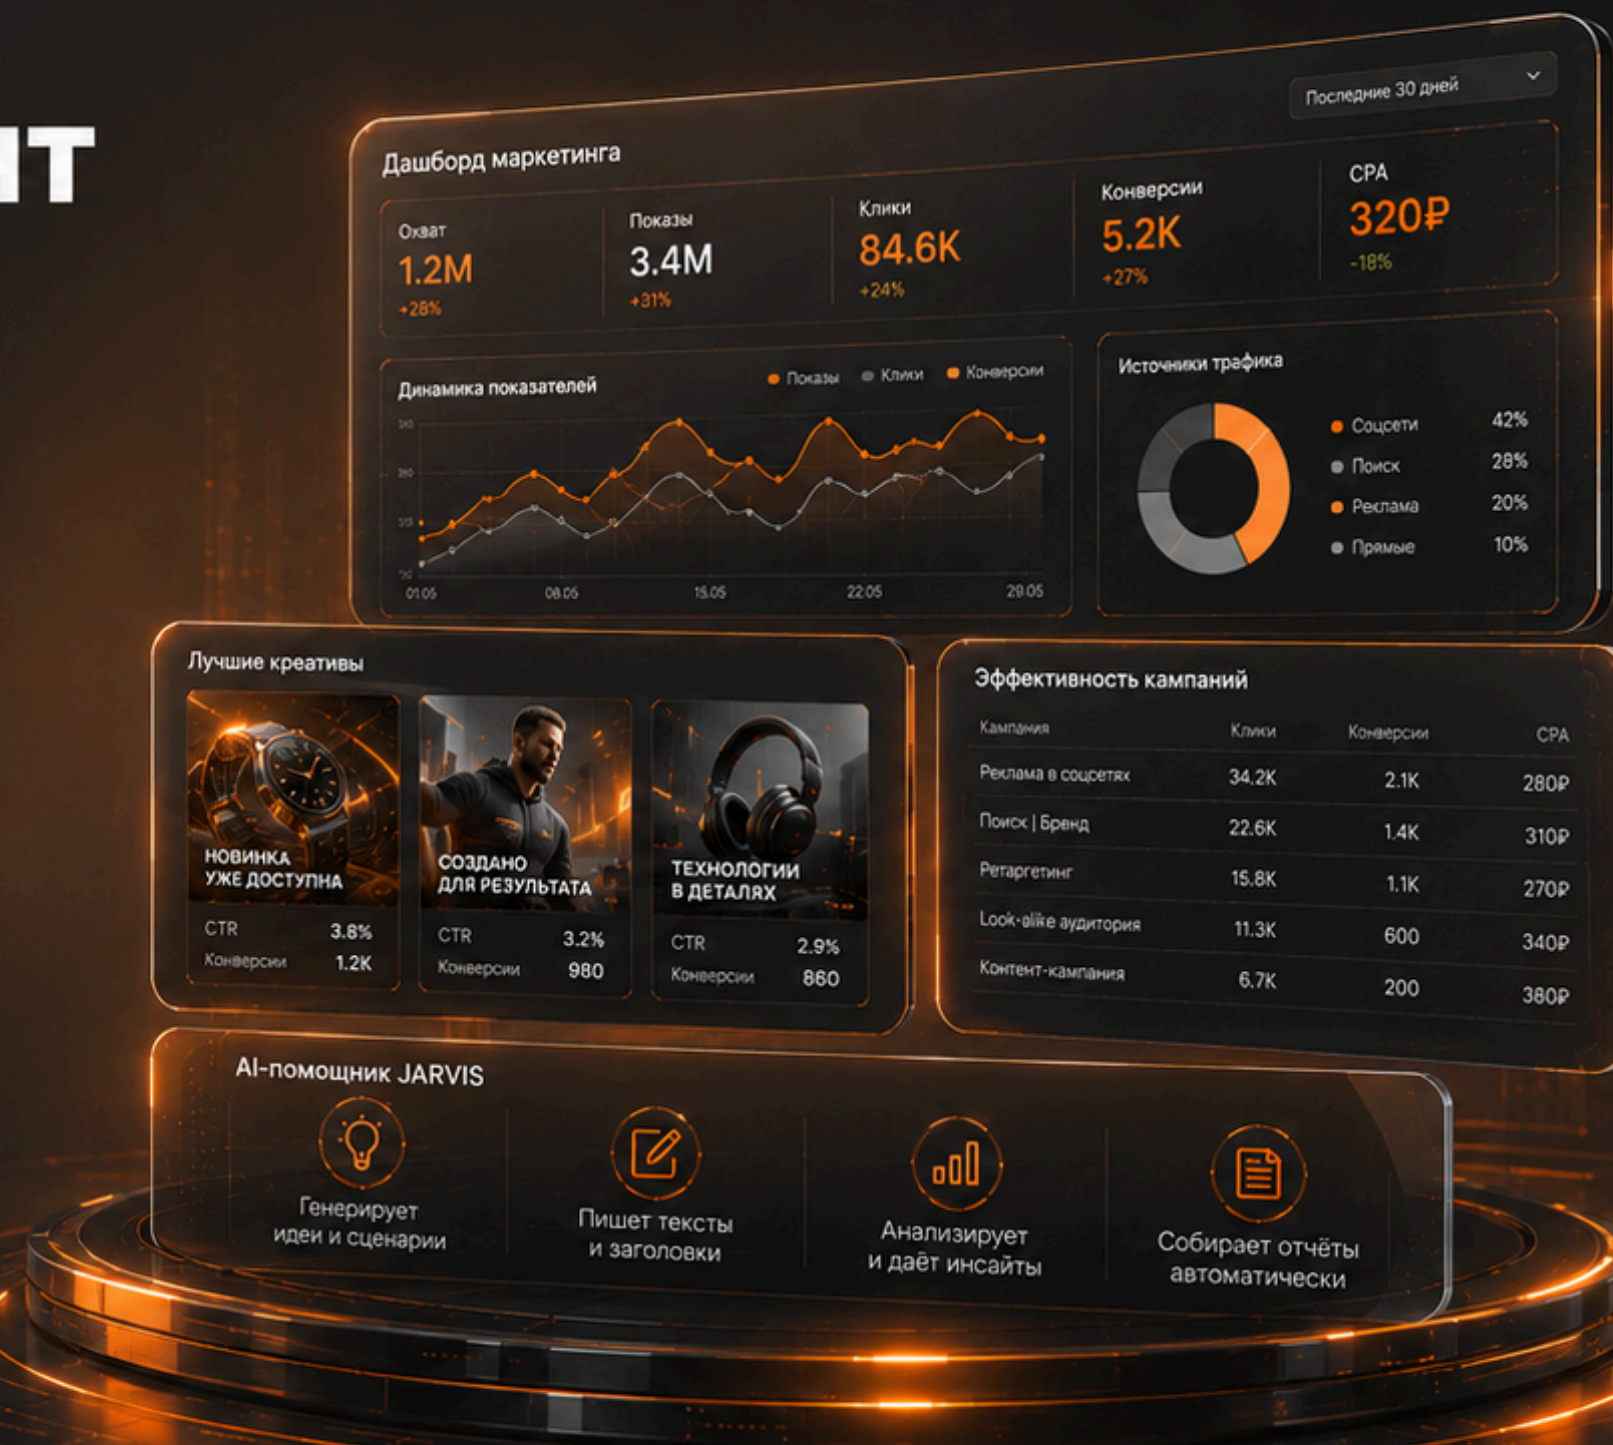 Последние 30 дней
Дашборд маркетинга
Охват
1.2M
+28%
Показы
3.4M
+31%
Клики
84.6K
+24%
Конверсии
5.2K
+27%
CPA
320₽
-18%
Динамика показателей
Показы Клики Конверсии
01.05 08.05 15.05 22.05 29.05
Источники трафика
Соцсети 42%
Поиск 28%
Реклама 20%
Прямые 10%
Лучшие креативы
НОВИНКА
УЖЕ ДОСТУПНА
CTR 3.8%
Конверсии 1.2K
СОЗДАНО
ДЛЯ РЕЗУЛЬТАТА
CTR 3.2%
Конверсии 980
ТЕХНОЛОГИИ
В ДЕТАЛЯХ
CTR 2.9%
Конверсии 860
Эффективность кампаний
Кампания Клики Конверсии CPA
Реклама в соцсетях 34.2K 2.1K 280₽
Поиск | Бренд 22.6K 1.4K 310₽
Ретаргетинг 15.8K 1.1K 270₽
Look-alike аудитория 11.3K 600 340₽
Контент-кампания 6.7K 200 380₽
AI-помощник JARVIS
Генерирует
идеи и сценарии
Пишет тексты
и заголовки
Анализирует
и даёт инсайты
Собирает отчёты
автоматически